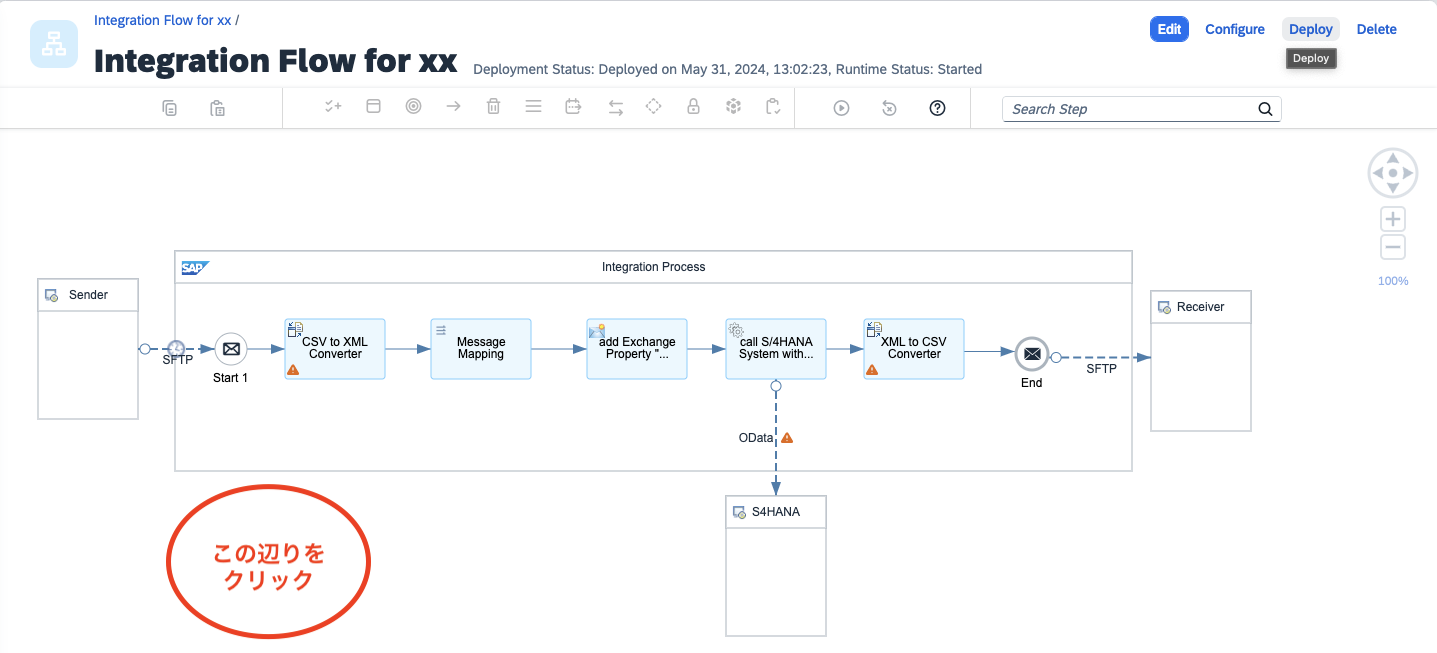 Integration Flow for xx /
Integration Flow for xx
Deployment Status: Deployed on May 31, 2024, 13:02:23, Runtime Status: Started
Edit
Configure
Deploy
Delete
Deploy
Search Step
100%
SAP
Integration Process
Sender
SFTP
Start 1
CSV to XML
Converter
Message
Mapping
add Exchange
Property "...
call S/4HANA
System with...
XML to CSV
Converter
End
SFTP
Receiver
OData
S4HANA
この辺りを
クリック